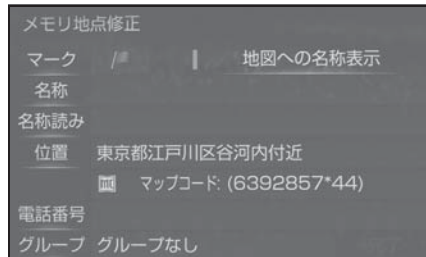 メモリ地点修正
マーク 地図への名称表示
名称
名称読み
位置 東京都江戸川区谷河内付近
マップコード: (6392857*44)
電話番号
グループ グループなし